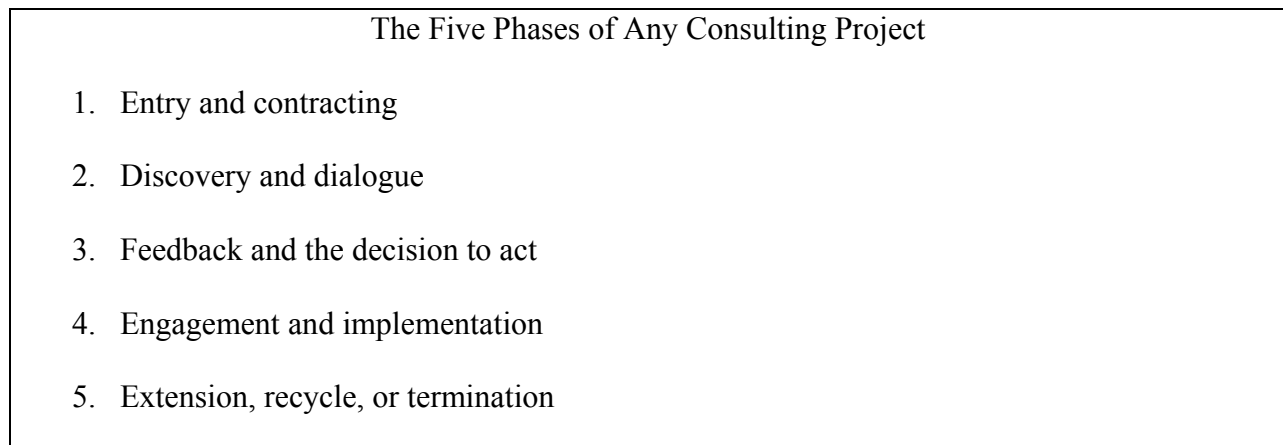 The Five Phases of Any Consulting Project
1. Entry and contracting
2. Discovery and dialogue
3. Feedback and the decision to act
4. Engagement and implementation
5. Extension, recycle, or termination